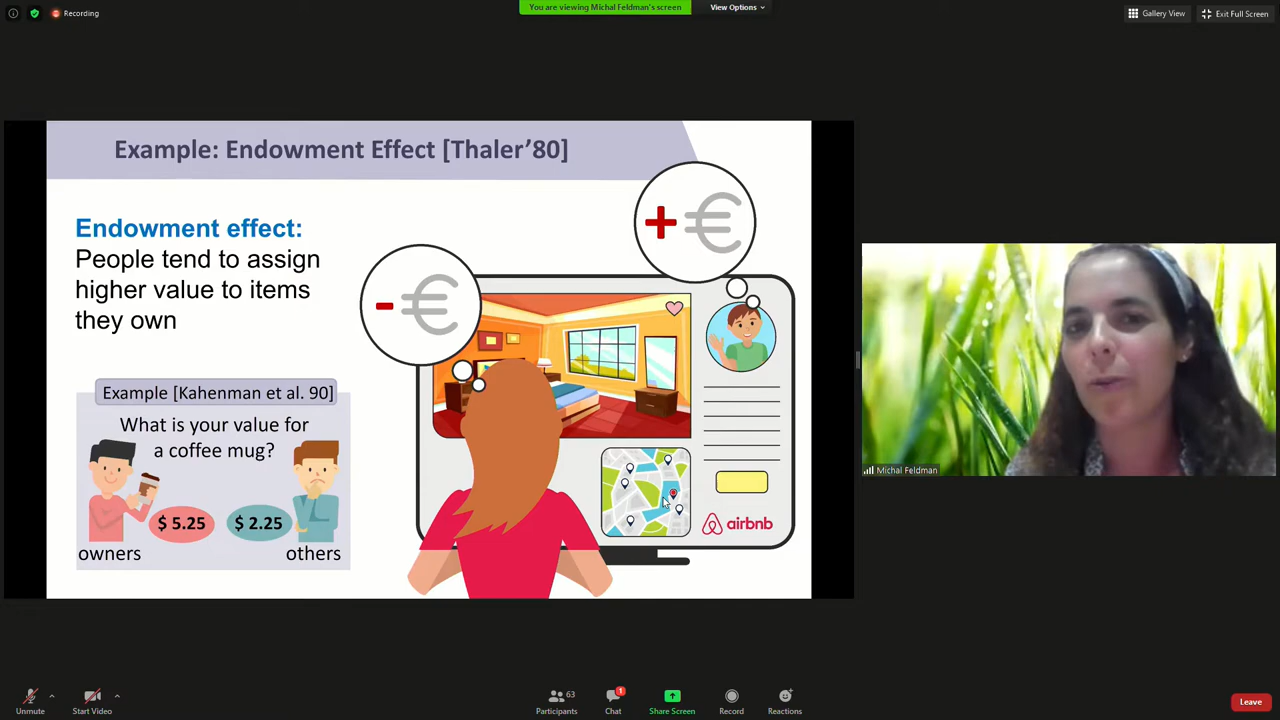 Recording
You are viewing Michal Feldman's screen
View Options
Gallery View
Exit Full Screen
Example: Endowment Effect [Thaler’80]
Endowment effect:
People tend to assign
higher value to items
they own
Example [Kahenman et al. 90]
What is your value for
a coffee mug?
$ 5.25
$ 2.25
owners
others
+ €
- €
airbnb
Michal Feldman
Unmute
Start Video
63
Participants
1
Chat
Share Screen
Record
Reactions
Leave